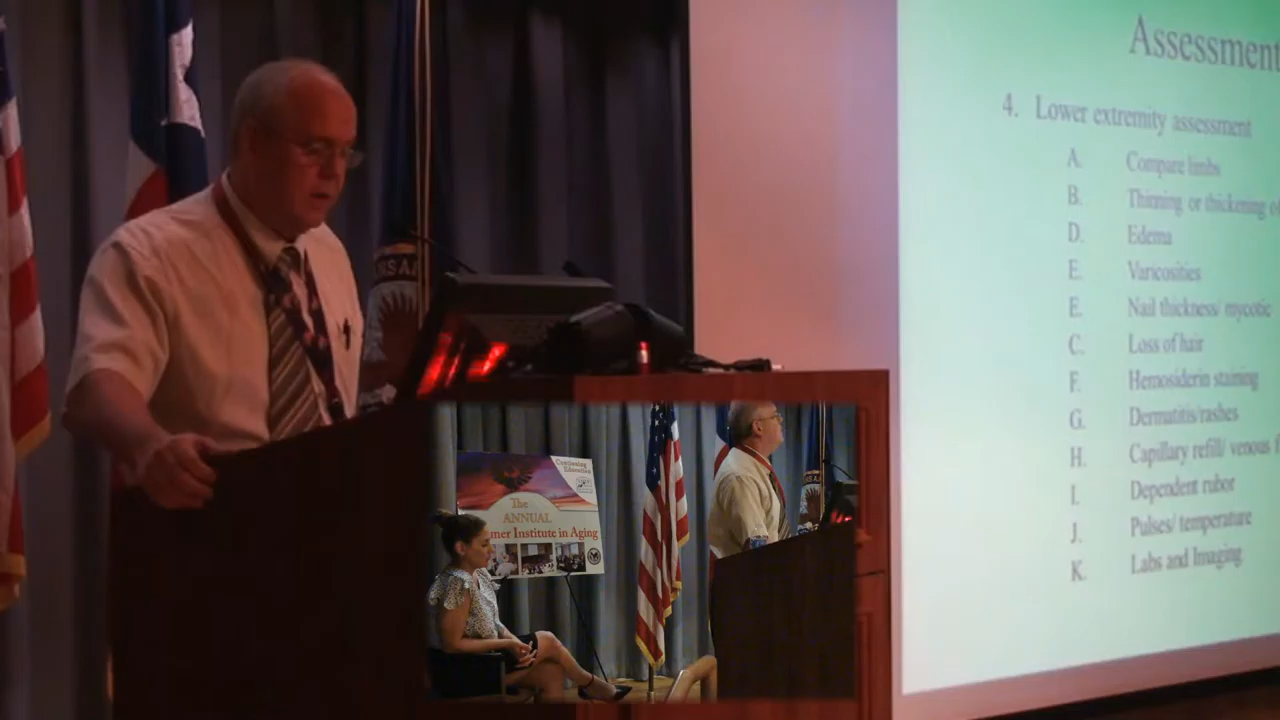 Assessment
4. Lower extremity assessment
A. Compare limbs
B. Thinning or thickening of
D. Edema
E. Varicosities
E. Nail thickness/ mycotic
C. Loss of hair
F. Hemosiderin staining
G. Dermatitis/rashes
H. Capillary refill/ venous
I. Dependent rubor
J. Pulses/ temperature
K. Labs and Imaging
Continuing
Education
The
ANNUAL
mer Institute in Aging